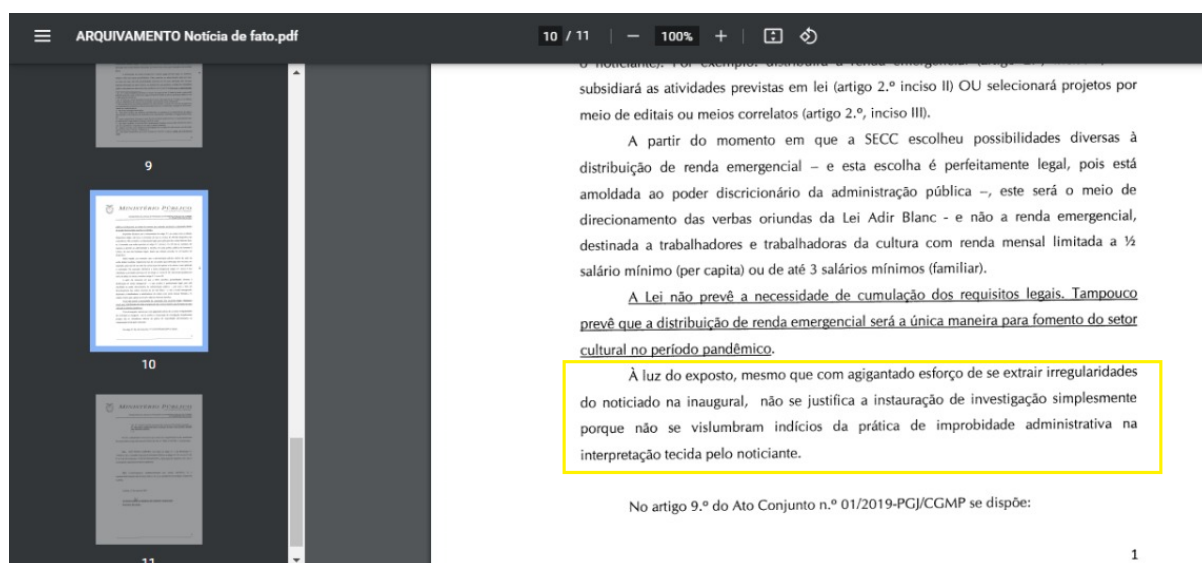 ARQUIVAMENTO Notícia de fato.pdf
10 / 11 | − 100% + |
9
MINISTÉRIO PÚBLICO
10
MINISTÉRIO PÚBLICO
11
subsidiará as atividades previstas em lei (artigo 2.º inciso II) OU selecionará projetos por
meio de editais ou meios correlatos (artigo 2.º, inciso III).
A partir do momento em que a SECC escolheu possibilidades diversas à
distribuição de renda emergencial – e esta escolha é perfeitamente legal, pois está
amoldada ao poder discricionário da administração pública –, este será o meio de
direcionamento das verbas oriundas da Lei Adir Blanc - e não a renda emergencial,
destinada a trabalhadores e trabalhadoras da cultura com renda mensal limitada a ½
salário mínimo (per capita) ou de até 3 salários mínimos (familiar).
A Lei não prevê a necessidade de cumulação dos requisitos legais. Tampouco
prevê que a distribuição de renda emergencial será a única maneira para fomento do setor
cultural no período pandêmico.
À luz do exposto, mesmo que com agigantado esforço de se extrair irregularidades
do noticiado na inaugural, não se justifica a instauração de investigação simplesmente
porque não se vislumbram indícios da prática de improbidade administrativa na
interpretação tecida pelo noticiante.
No artigo 9.º do Ato Conjunto n.º 01/2019-PGJ/CGMP se dispõe:
1